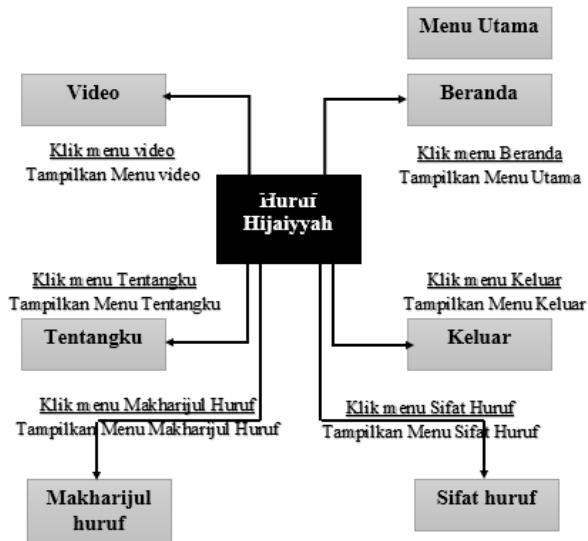 Menu Utama
Video
Beranda
Klik menu video
Tampilkan Menu video
Klik menu Beranda
Tampilkan Menu Utama
Huruf
Hijaiyyah
Klik menu Tentangku
Tampilkan Menu Tentangku
Klik menu Keluar
Tampilkan Menu Keluar
Tentangku
Keluar
Klik menu Makharijul Huruf
Tampilkan Menu Makharijul Huruf
Klik menu Sifat Huruf
Tampilkan Menu Sifat Huruf
Makharijul
huruf
Sifat huruf